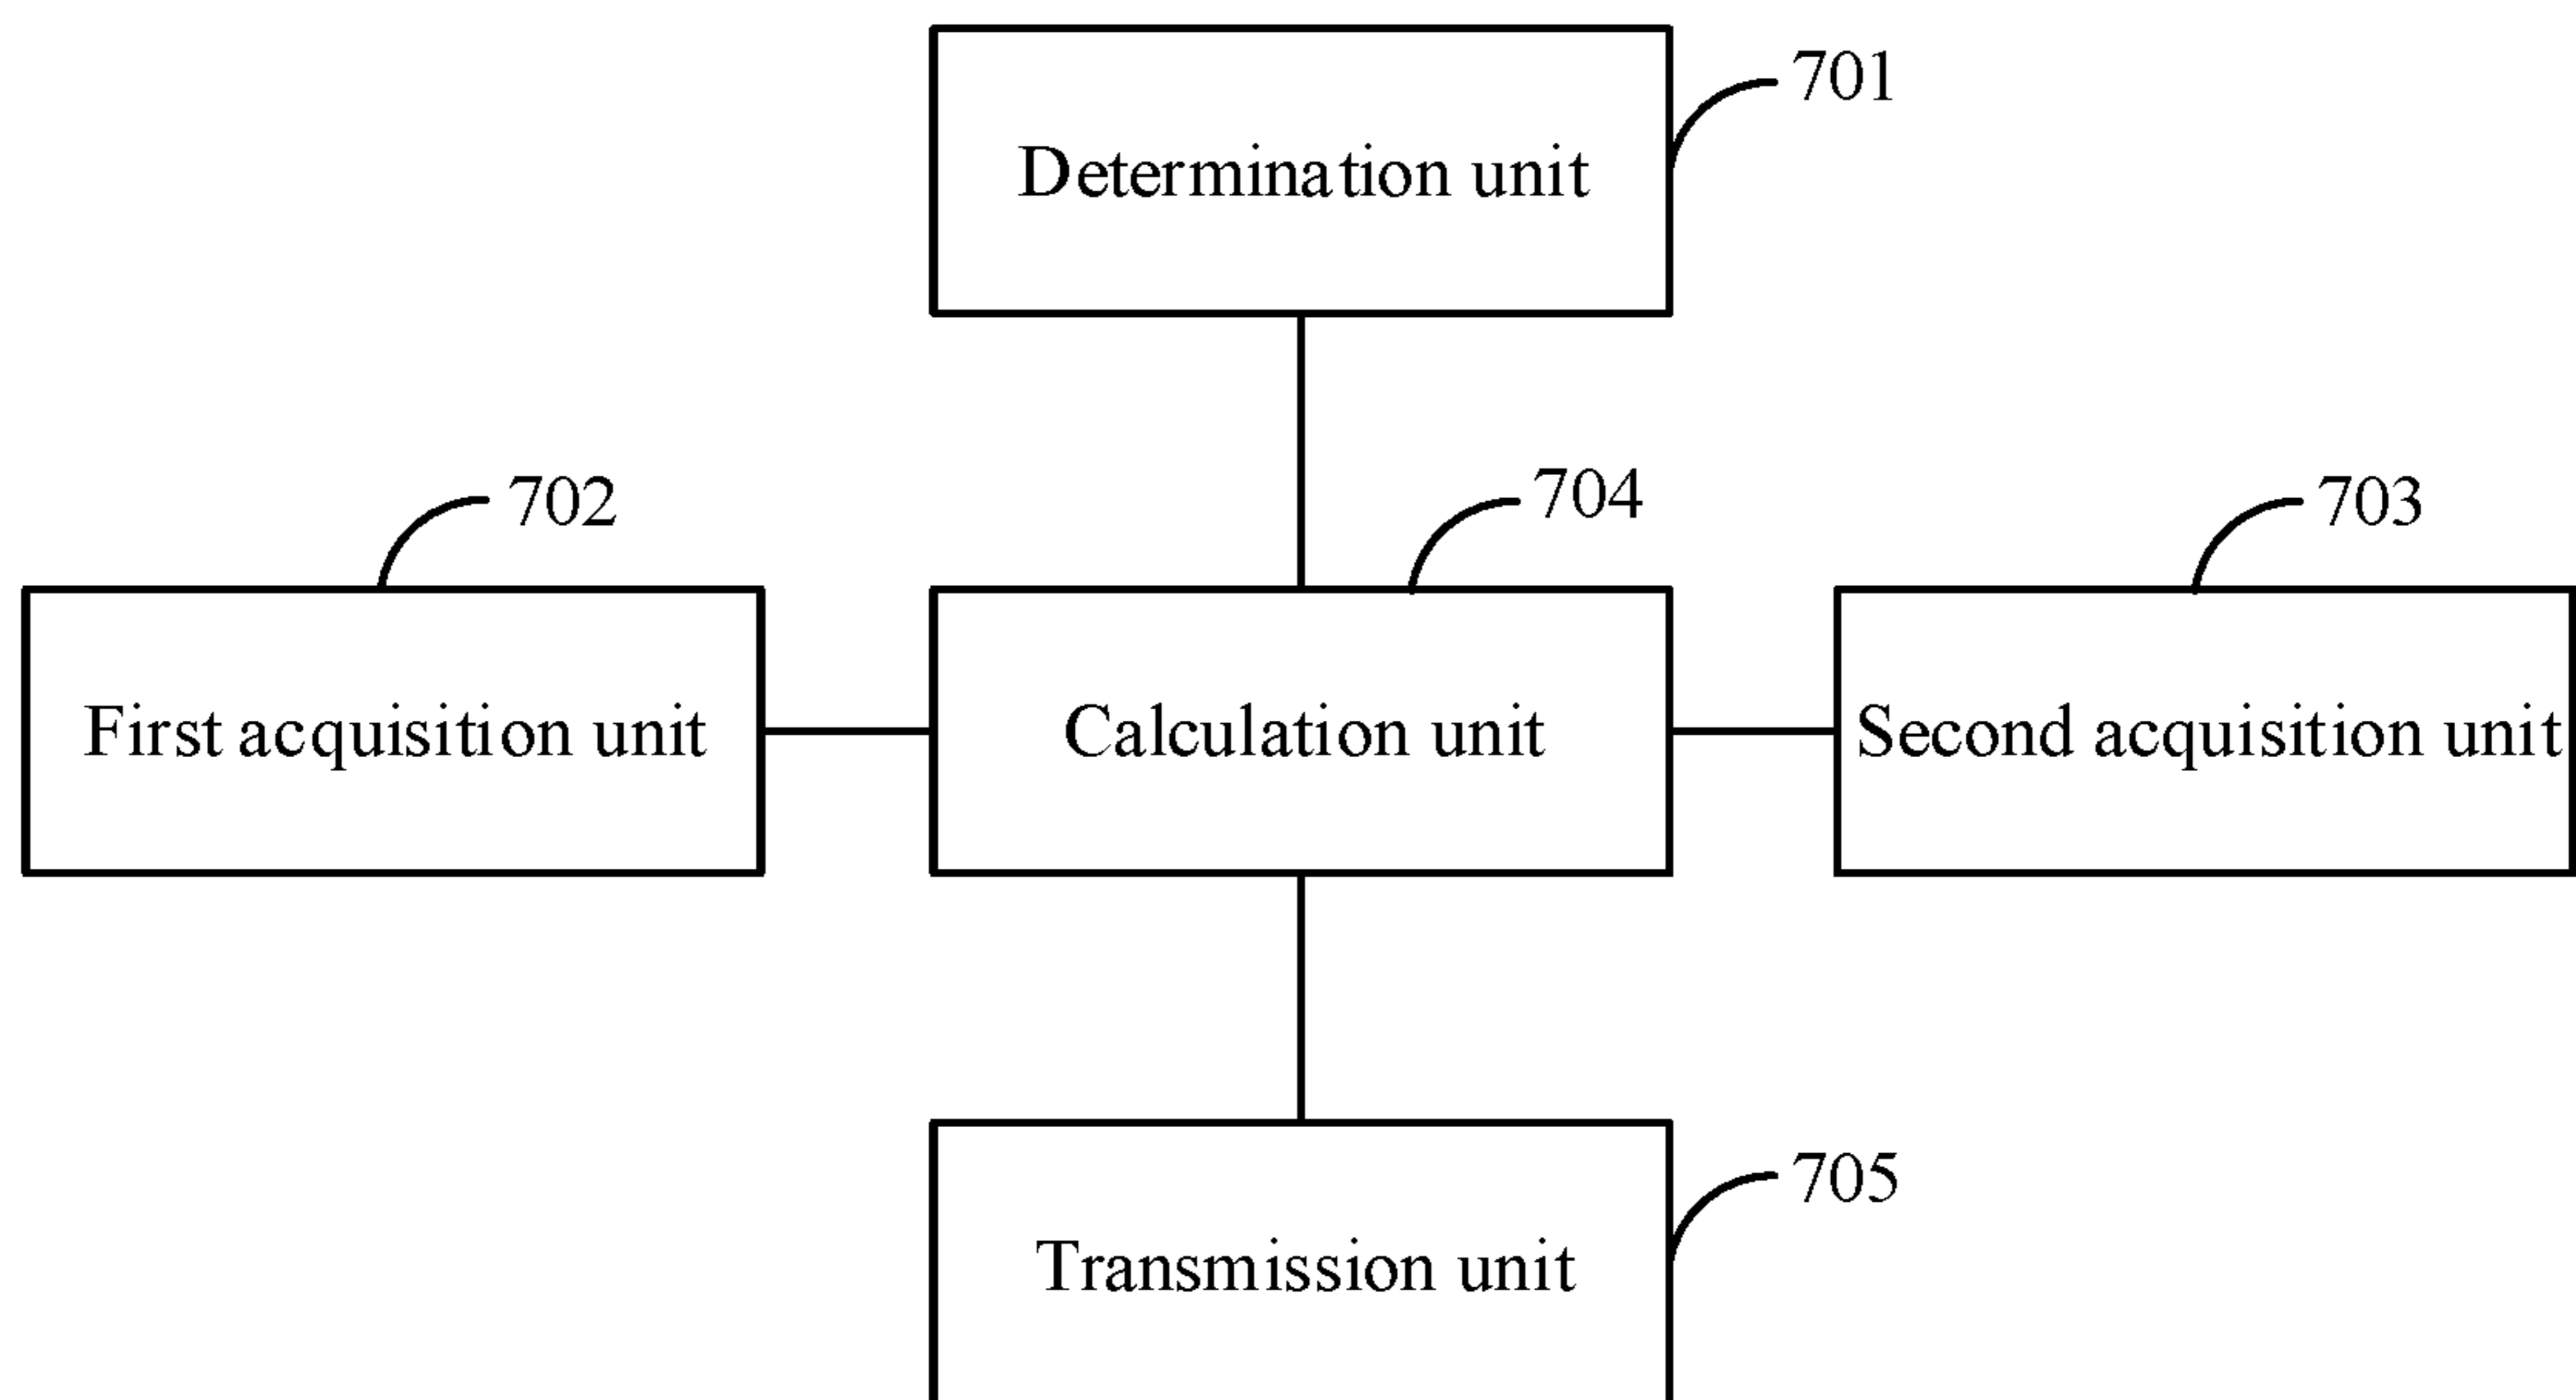 701
Determination unit
702
704
703
First acquisition unit
Calculation unit
Second acquisition unit
705
Transmission unit